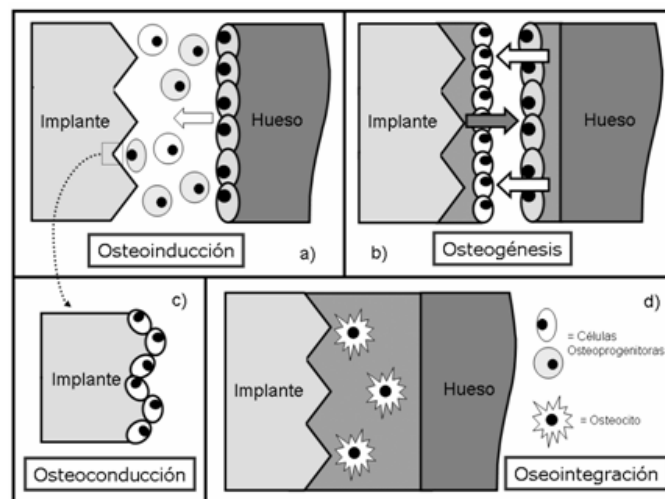 Implante
Hueso
Osteoinducción
a)
Implante
Hueso
b)
Osteogénesis
c)
Implante
Osteoconducción
d)
Implante
Hueso
= Células
Osteoprogenitoras
= Osteocito
Oseointegración